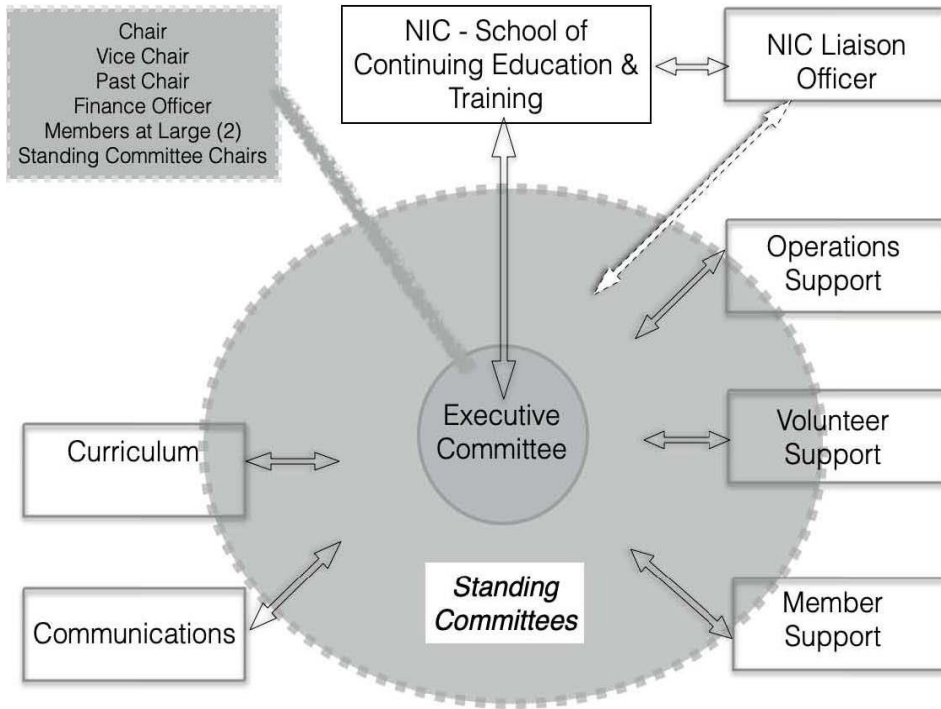 Chair
Vice Chair
Past Chair
Finance Officer
Members at Large (2)
Standing Committee Chairs
NIC - School of
Continuing Education &
Training
NIC Liaison
Officer
Operations
Support
Executive
Committee
Volunteer
Support
Curriculum
Standing
Committees
Communications
Member
Support